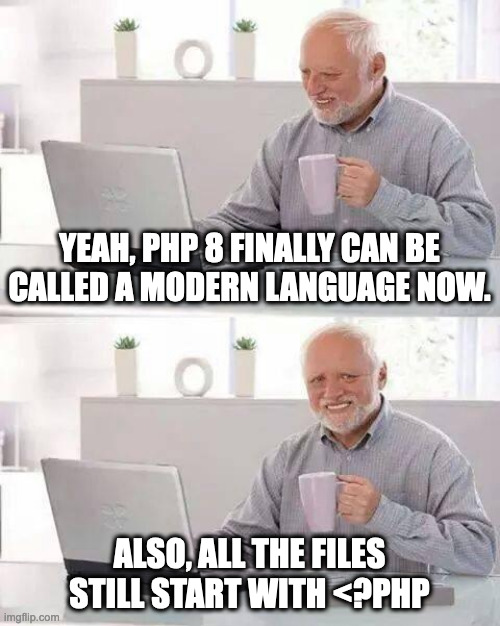 YEAH, PHP 8 FINALLY CAN BE
CALLED A MODERN LANGUAGE NOW.
ALSO, ALL THE FILES
STILL START WITH <?PHP
imgflip.com